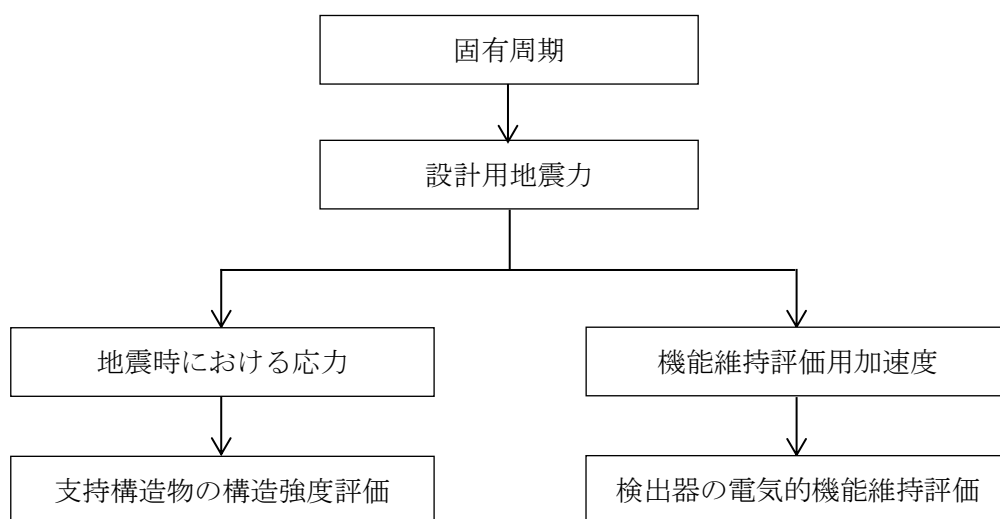 固有周期
設計用地震力
地震時における応力
機能維持評価用加速度
支持構造物の構造強度評価
検出器の電気的機能維持評価